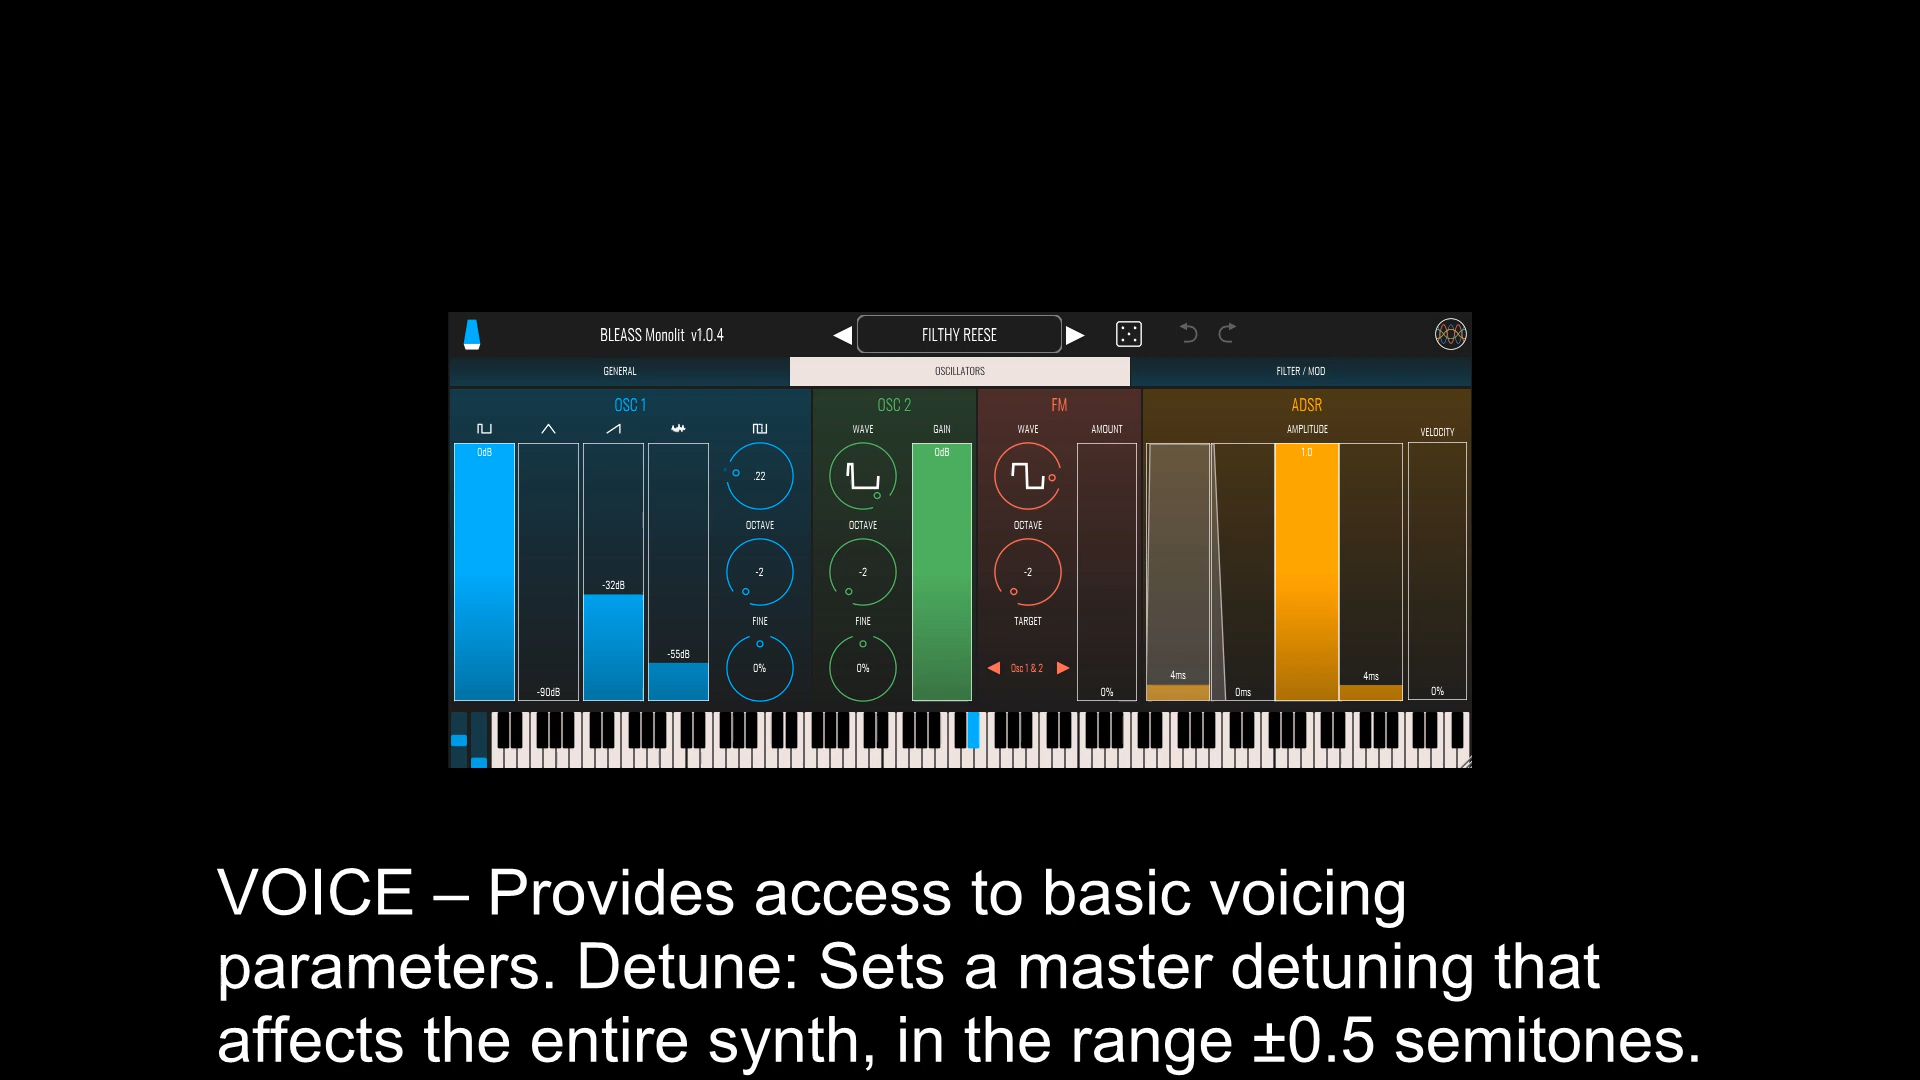 BLEASS Monolit v1.0.4
FILTHY REESE
GENERAL
OSCILLATORS
FILTER / MOD
OSC 1
OSC 2
FM
ADSR
WAVE
GAIN
WAVE
AMOUNT
AMPLITUDE
VELOCITY
0dB
-90dB
-32dB
-55dB
.22
OCTAVE
-2
FINE
0%
OCTAVE
-2
FINE
0%
0dB
OCTAVE
-2
TARGET
Osc 1 & 2
0%
4ms
0ms
1.0
4ms
0%
VOICE – Provides access to basic voicing
parameters. Detune: Sets a master detuning that
affects the entire synth, in the range ±0.5 semitones.